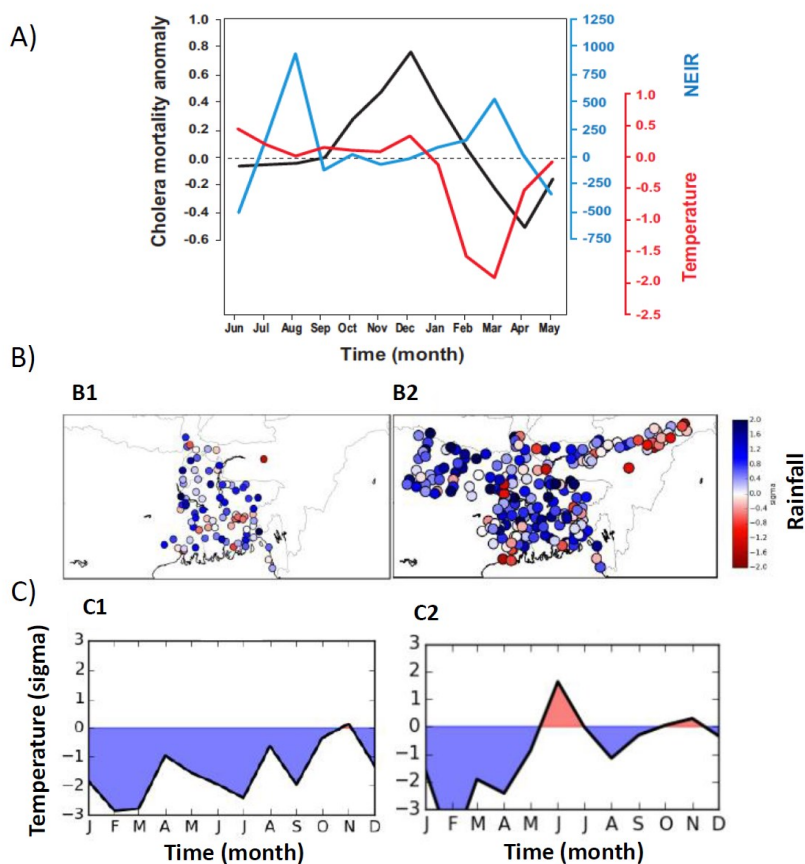 A)
Cholera mortality anomaly
1.0
0.8
0.6
0.4
0.2
0.0
-0.2
-0.4
-0.6
1250
1000
750
500
250
0
-250
-500
-750
NEIR
1.0
0.5
0.0
-0.5
-1.0
-1.5
-2.0
-2.5
Temperature
Jun Jul Aug Sep Oct Nov Dec Jan Feb Mar Apr May
Time (month)
B)
B1
B2
2.0
1.6
1.2
0.8
0.4
0.0
-0.4
-0.8
-1.2
-1.6
-2.0
sigma
Rainfall
C)
C1
C2
Temperature (sigma)
3
2
1
0
-1
-2
-3
J F M A M J J A S O N D
Time (month)
3
2
1
0
-1
-2
-3
J F M A M J J A S O N D
Time (month)